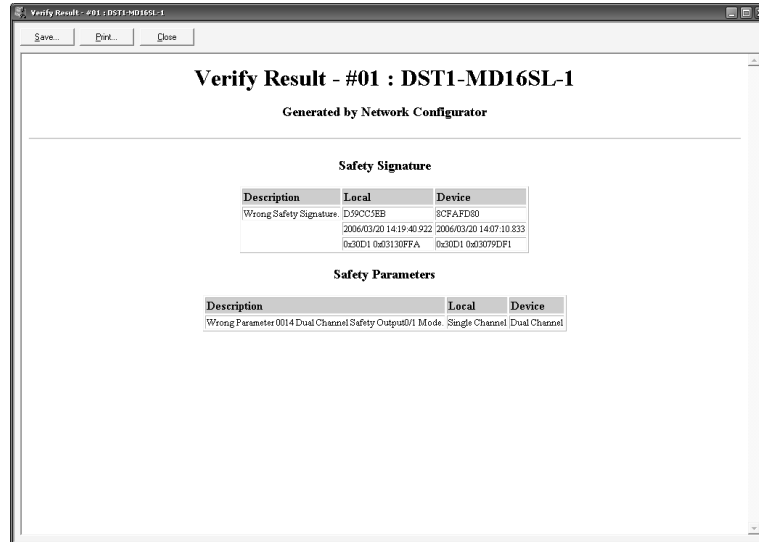 Verify Result - #01 : DST1-MD16SL-1
Save... Print... Close
Verify Result - #01 : DST1-MD16SL-1
Generated by Network Configurator
Safety Signature
Description Local Device
Wrong Safety Signature. D59CC5EB 8CFAFD80
2006/03/20 14:19:40.922 2006/03/20 14:07:10.833
0x30D1 0x03130FFA 0x30D1 0x03079DF1
Safety Parameters
Description Local Device
Wrong Parameter 0014 Dual Channel Safety Output0/1 Mode. Single Channel Dual Channel